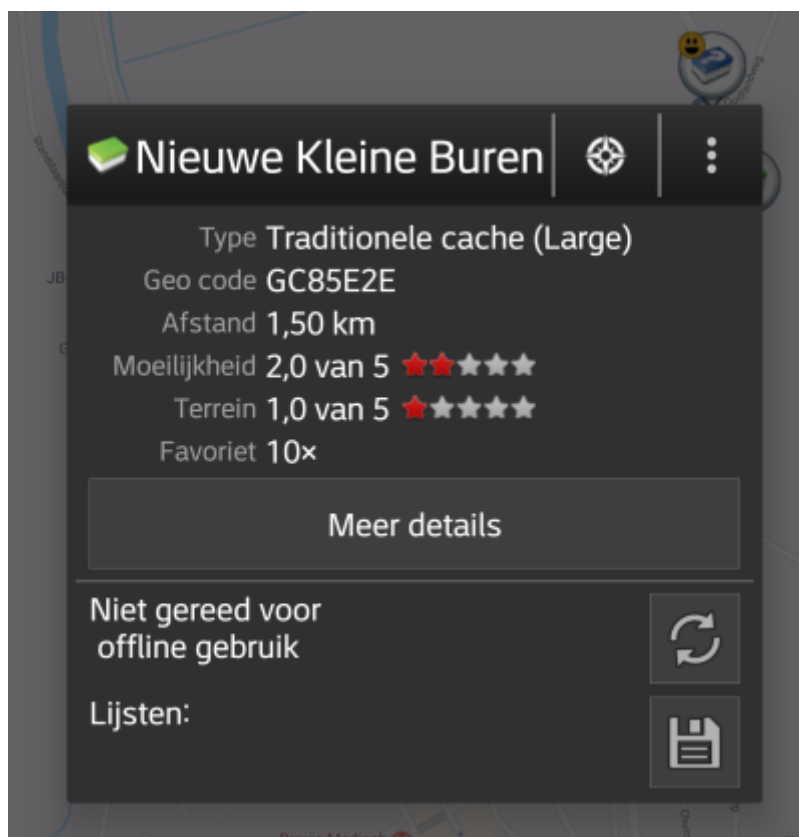 Nieuwe Kleine Buren
Type Traditionele cache (Large)
JB-
Geo code GC85E2E
Afstand 1,50 km
Moeilijkheid 2,0 van 5
Terrein 1,0 van 5
Favoriet 10×
Meer details
Niet gereed voor
offline gebruik
Lijsten: